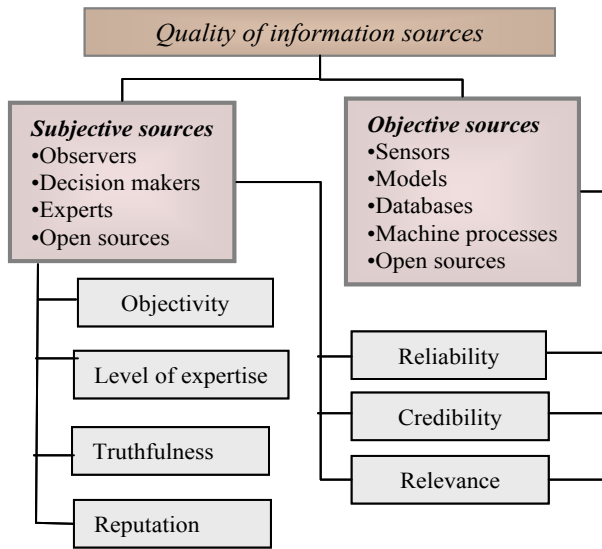 Quality of information sources
Subjective sources
•Observers
•Decision makers
•Experts
•Open sources
Objective sources
•Sensors
•Models
•Databases
•Machine processes
•Open sources
Objectivity
Level of expertise
Truthfulness
Reputation
Reliability
Credibility
Relevance